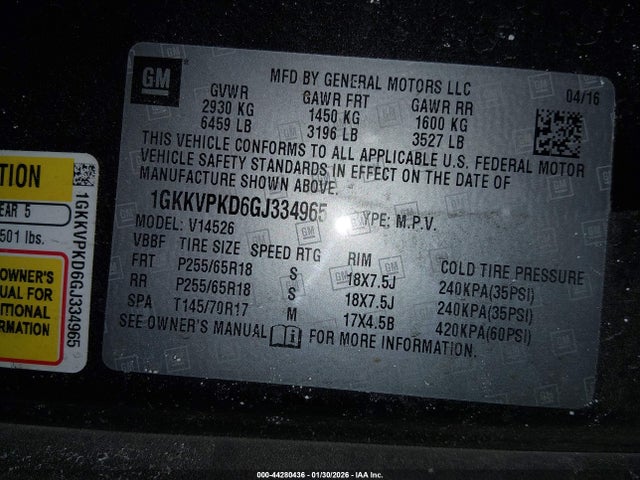 GM
MFD BY GENERAL MOTORS LLC
04/16
GVWR GAWR FRT GAWR RR
2930 KG 1450 KG 1600 KG
6459 LB 3196 LB 3527 LB
THIS VEHICLE CONFORMS TO ALL APPLICABLE U.S. FEDERAL MOTOR
VEHICLE SAFETY STANDARDS IN EFFECT ON THE DATE OF
MANUFACTURE SHOWN ABOVE.
1GKKVPKD6GJ334965 TYPE: M.P.V.
MODEL: V14526
VBBF TIRE SIZE SPEED RTG RIM COLD TIRE PRESSURE
FRT P255/65R18 S 18X7.5J 240KPA(35PSI)
RR P255/65R18 S 18X7.5J 240KPA(35PSI)
SPA T145/70R17 M 17X4.5B 420KPA(60PSI)
SEE OWNER'S MANUAL i FOR MORE INFORMATION.
TION
EAR 5
501 lbs.
OWNER'S
UAL FOR
ITIONAL
RMATION
1GKKVPKD6GJ334965
000-44280436 - 01/30/2026 - IAA Inc.